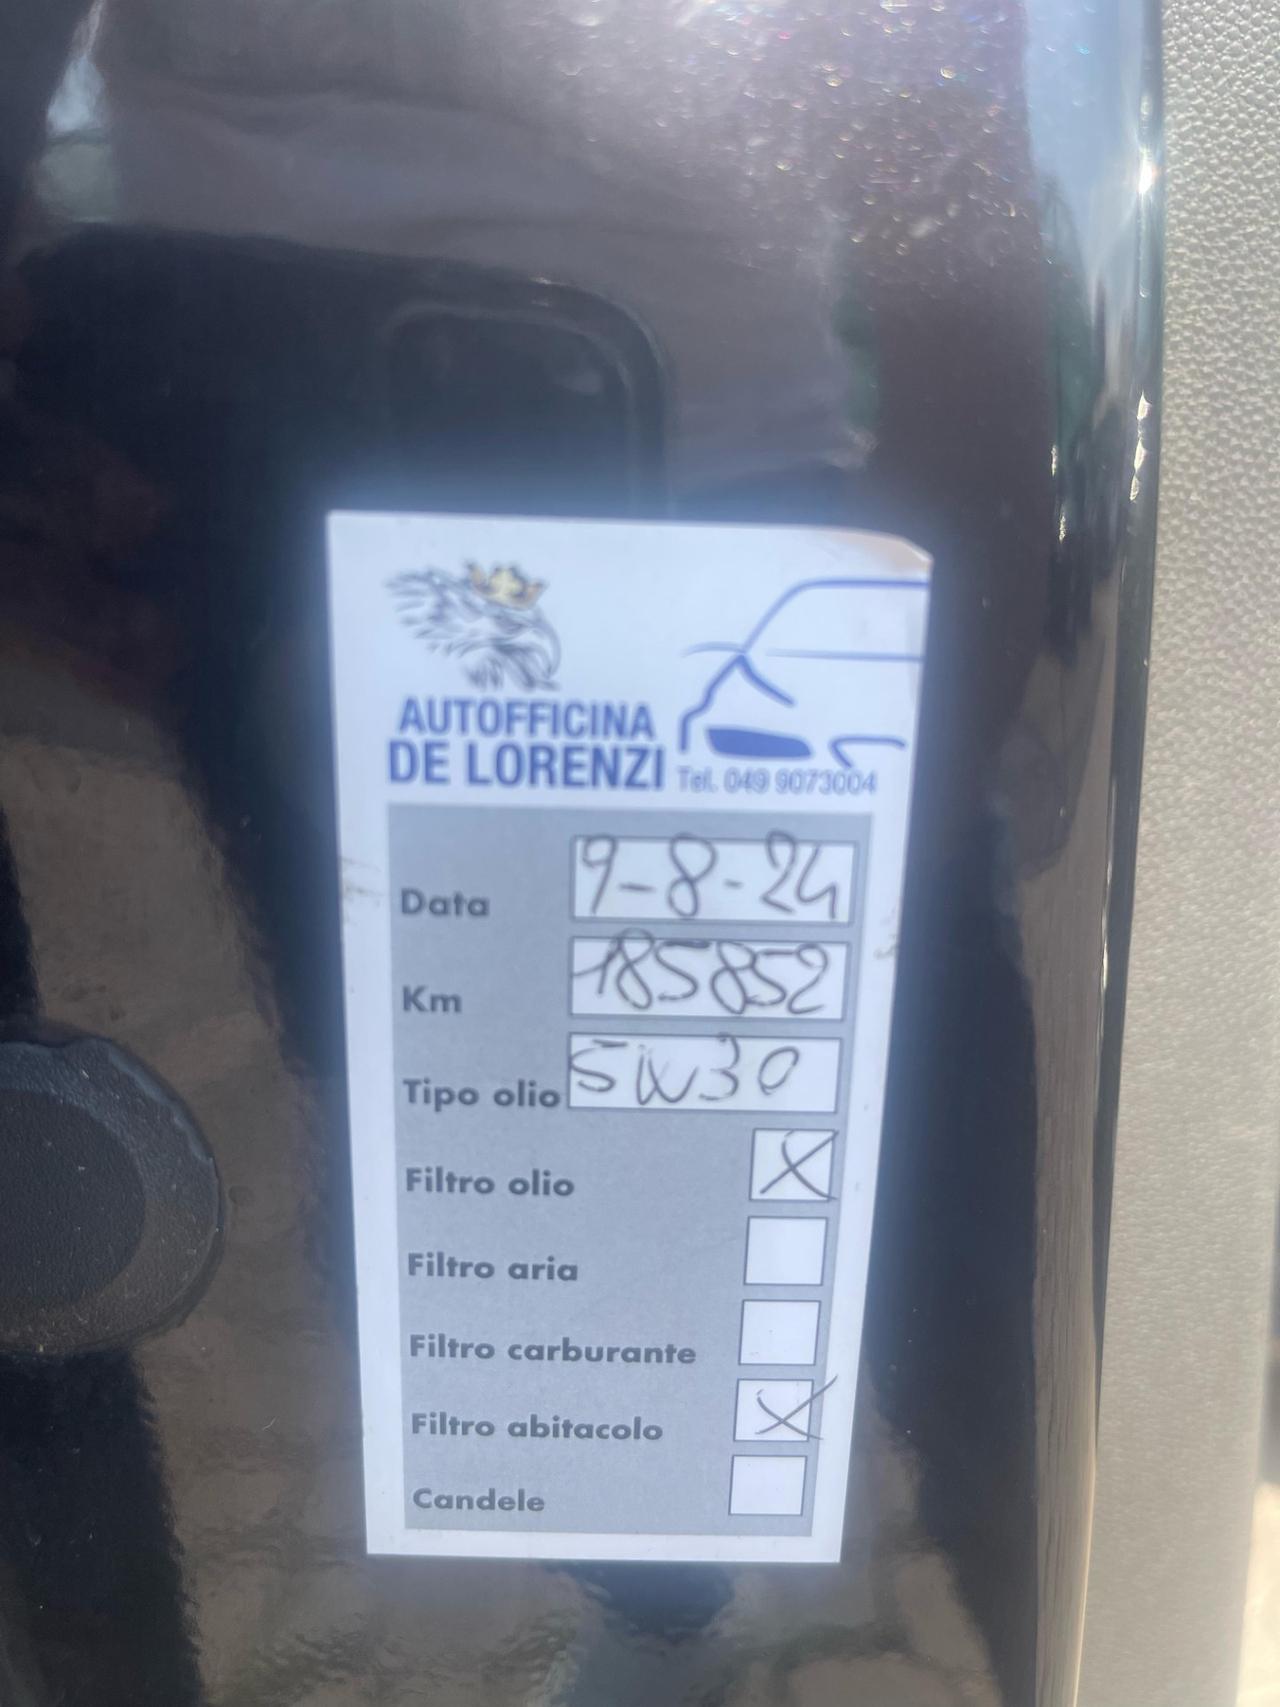 AUTOFFICINA
DE LORENZI Tel. 049 9073004
Data 9-8-24
Km 185852
Tipo olio 5W30
Filtro olio X
Filtro aria
Filtro carburante
Filtro abitacolo X
Candele